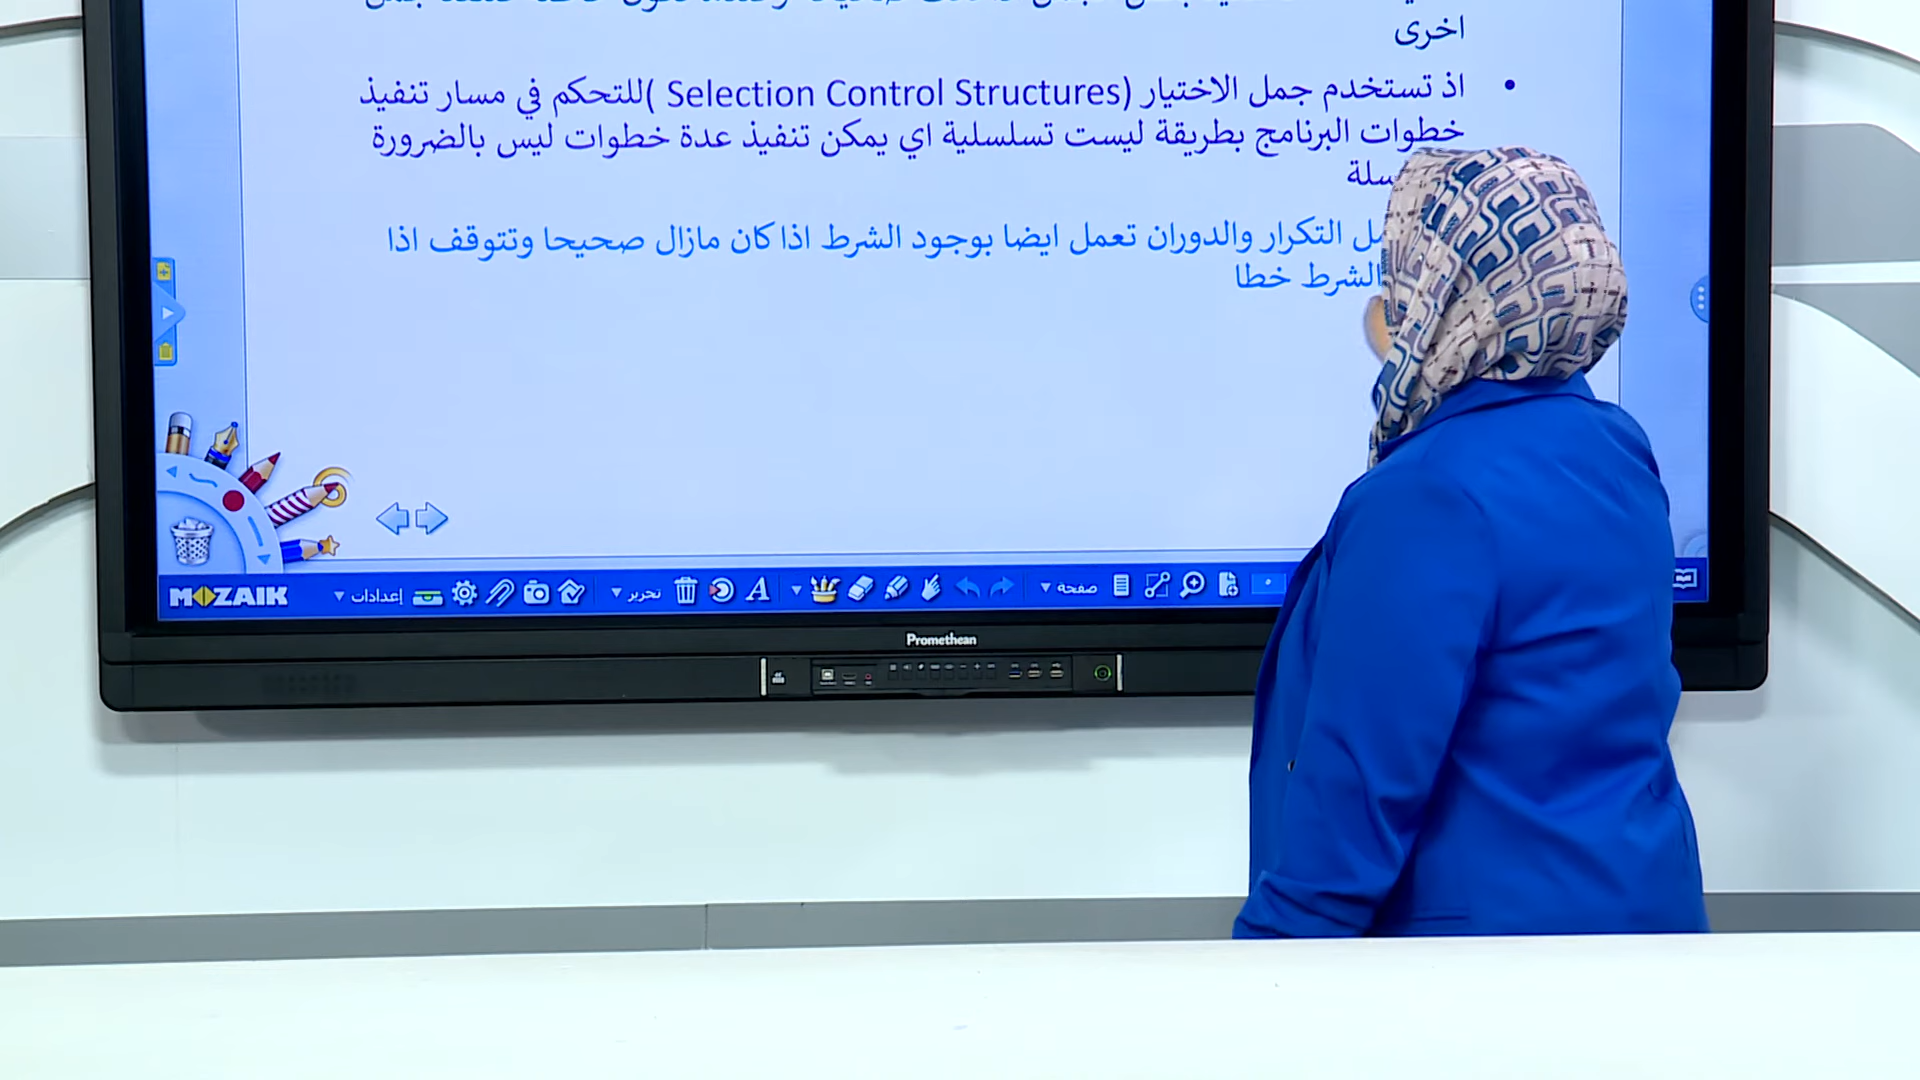 اخرى
• اذ تستخدم جمل الاختيار (Selection Control Structures )للتحكم في مسار تنفيذ
خطوات البرنامج بطريقة ليست تسلسلية اي يمكن تنفيذ عدة خطوات ليس بالضرورة
التكرار والدوران تعمل ايضا بوجود الشرط اذا كان مازال صحيحا وتتوقف اذا
الشرط خطا
MOZAIK
إعدادات
تحرير
A
صفحة
Promethean